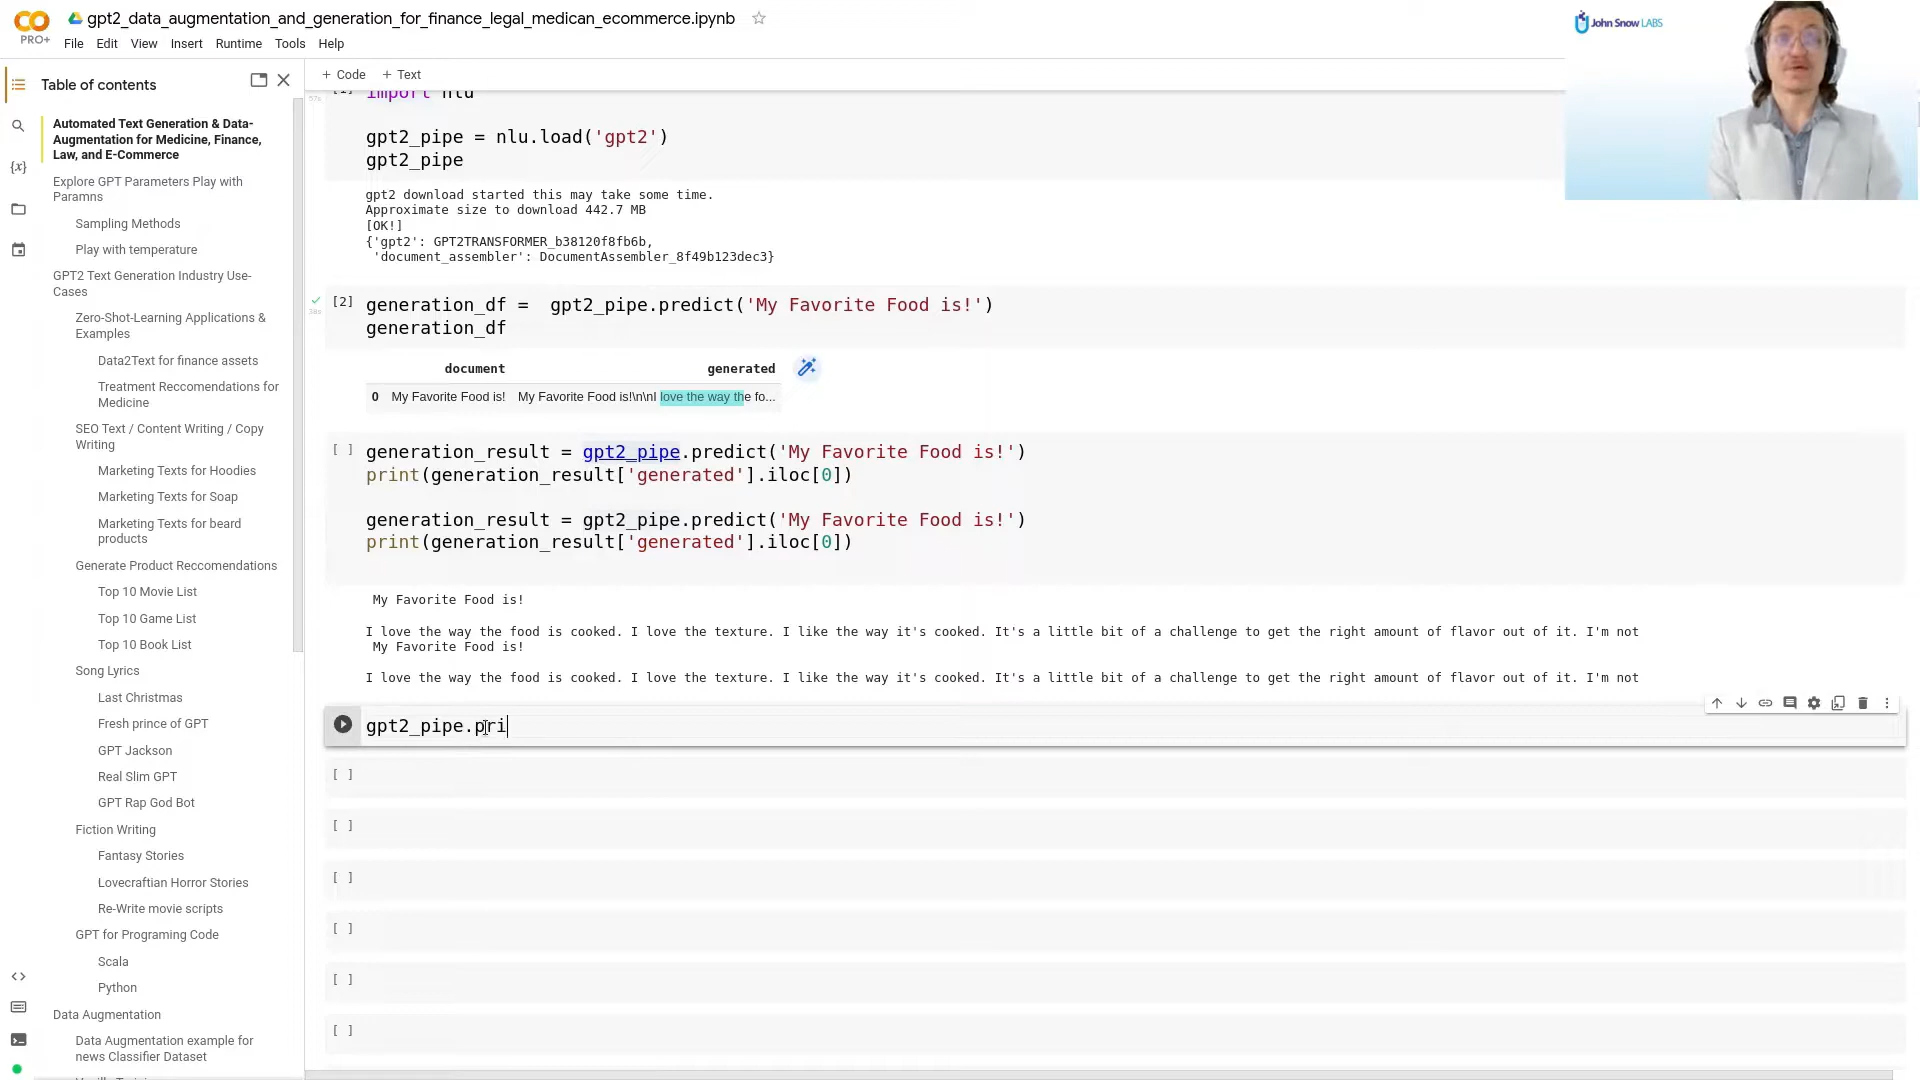 gpt2_data_augmentation_and_generation_for_finance_legal_medican_ecommerce.ipynb
PRO+
File Edit View Insert Runtime Tools Help
John Snow LABS
Table of contents
+ Code + Text
Automated Text Generation & Data-
Augmentation for Medicine, Finance,
Law, and E-Commerce
Explore GPT Parameters Play with
Paramns
Sampling Methods
Play with temperature
GPT2 Text Generation Industry Use-
Cases
Zero-Shot-Learning Applications &
Examples
Data2Text for finance assets
Treatment Reccomendations for
Medicine
SEO Text / Content Writing / Copy
Writing
Marketing Texts for Hoodies
Marketing Texts for Soap
Marketing Texts for beard
products
Generate Product Reccomendations
Top 10 Movie List
Top 10 Game List
Top 10 Book List
Song Lyrics
Last Christmas
Fresh prince of GPT
GPT Jackson
Real Slim GPT
GPT Rap God Bot
Fiction Writing
Fantasy Stories
Lovecraftian Horror Stories
Re-Write movie scripts
GPT for Programing Code
Scala
Python
Data Augmentation
Data Augmentation example for
news Classifier Dataset
{x}
<>
[1] import nlu
57s
gpt2_pipe = nlu.load('gpt2')
gpt2_pipe
gpt2 download started this may take some time.
Approximate size to download 442.7 MB
[OK!]
{'gpt2': GPT2TRANSFORMER_b38120f8fb6b,
'document_assembler': DocumentAssembler_8f49b123dec3}
[2] generation_df = gpt2_pipe.predict('My Favorite Food is!')
generation_df
document generated
0 My Favorite Food is! My Favorite Food is!\n\nI love the way the fo...
[ ] generation_result = gpt2_pipe.predict('My Favorite Food is!')
print(generation_result['generated'].iloc[0])
generation_result = gpt2_pipe.predict('My Favorite Food is!')
print(generation_result['generated'].iloc[0])
My Favorite Food is!
I love the way the food is cooked. I love the texture. I like the way it's cooked. It's a little bit of a challenge to get the right amount of flavor out of it. I'm not
My Favorite Food is!
I love the way the food is cooked. I love the texture. I like the way it's cooked. It's a little bit of a challenge to get the right amount of flavor out of it. I'm not
gpt2_pipe.pri
[ ]
[ ]
[ ]
[ ]
[ ]
[ ]